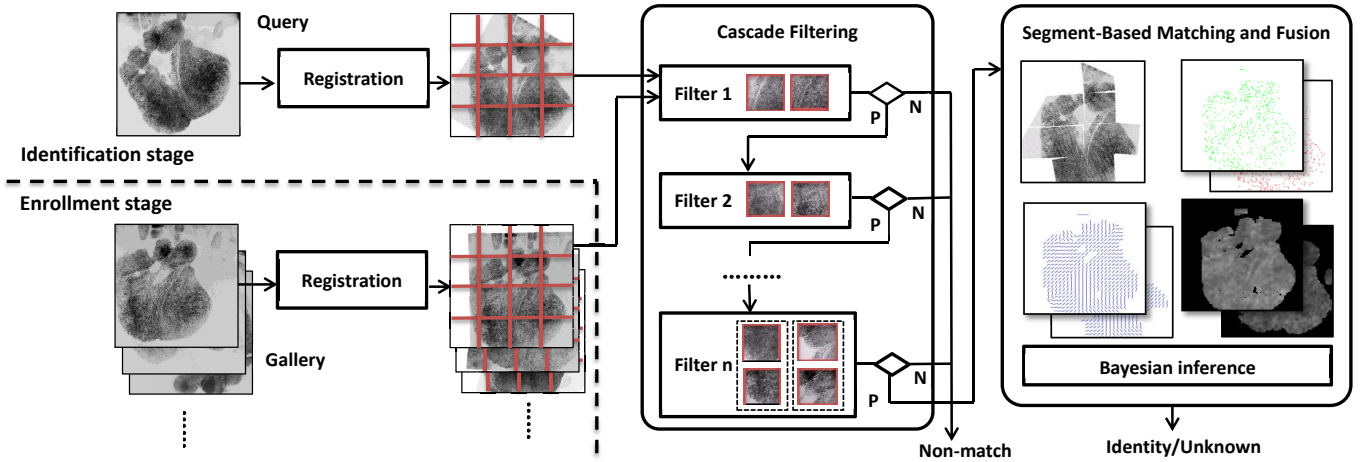 Query
Registration
Identification stage
Enrollment stage
Registration
Gallery
Cascade Filtering
Filter 1
P
N
Filter 2
P
N
Filter n
P
N
Non-match
Segment-Based Matching and Fusion
Bayesian inference
Identity/Unknown